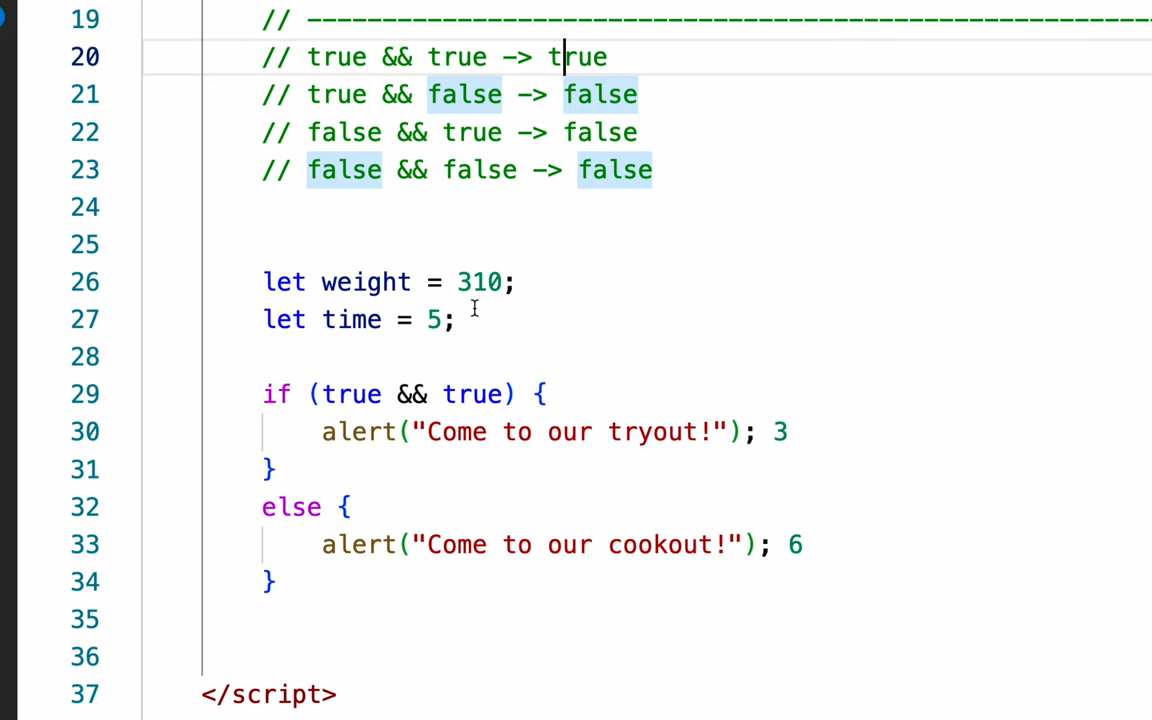 19 // --------------------------------------------------------
20 // true && true -> true
21 // true && false -> false
22 // false && true -> false
23 // false && false -> false
24
25
26 let weight = 310;
27 let time = 5;
28
29 if (true && true) {
30 alert("Come to our tryout!"); 3
31 }
32 else {
33 alert("Come to our cookout!"); 6
34 }
35
36
37 </script>